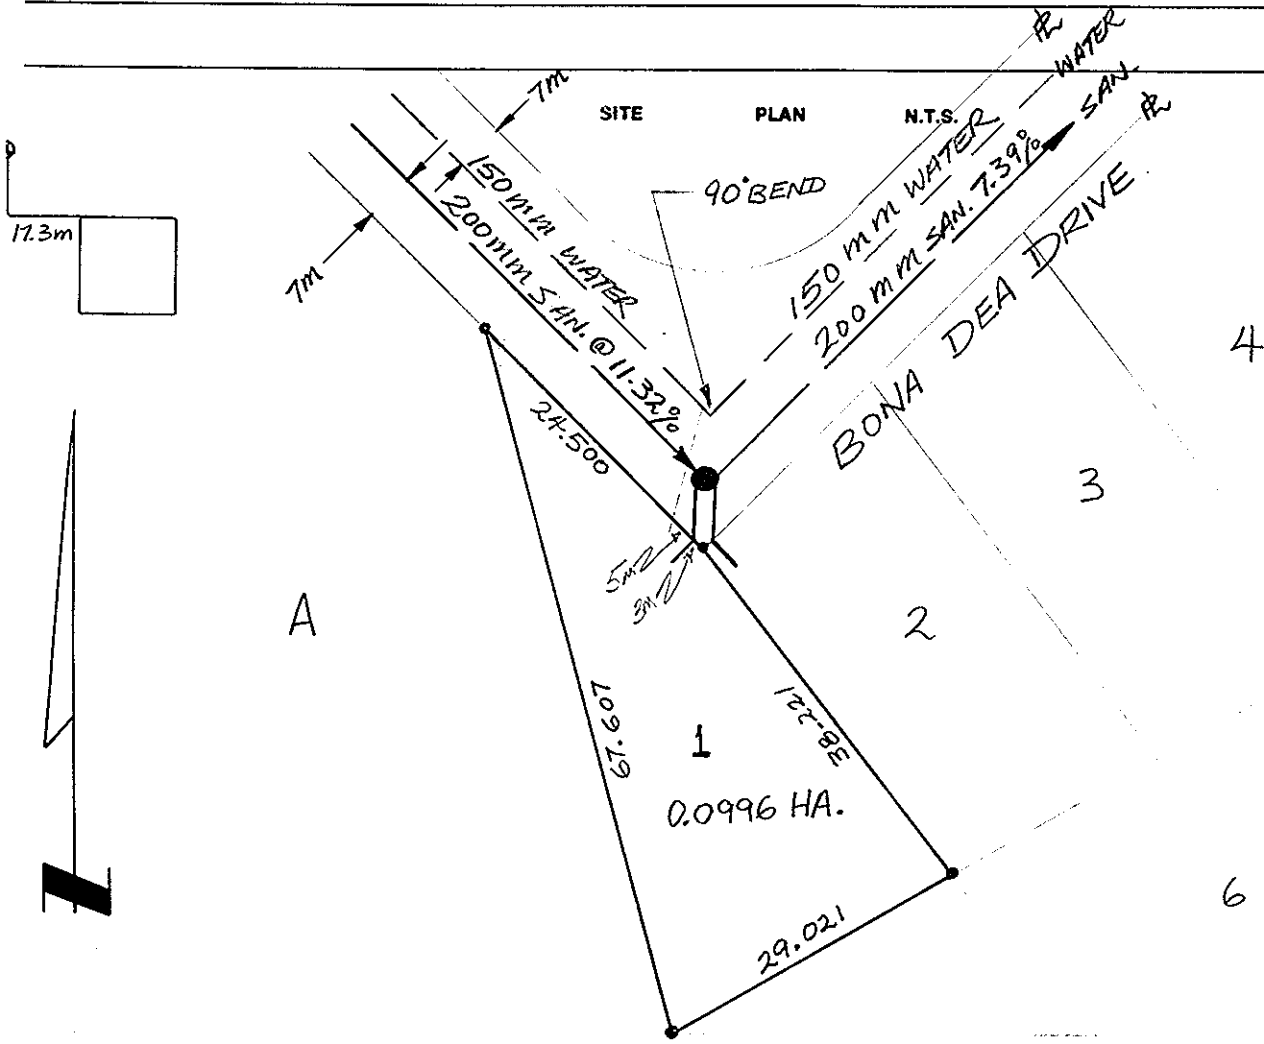 ℄
WATER
SAN.
℄
7m
SITE PLAN N.T.S.
90° BEND
150 mm WATER
200 mm SAN. 7.39%
17.3m
7m
150mm WATER
200mm SAN. @ 11.32%
BONA DEA DRIVE
4
24.500
3
5m
3m
A
2
67.607
38.221
1
0.0996 HA.
6
29.021